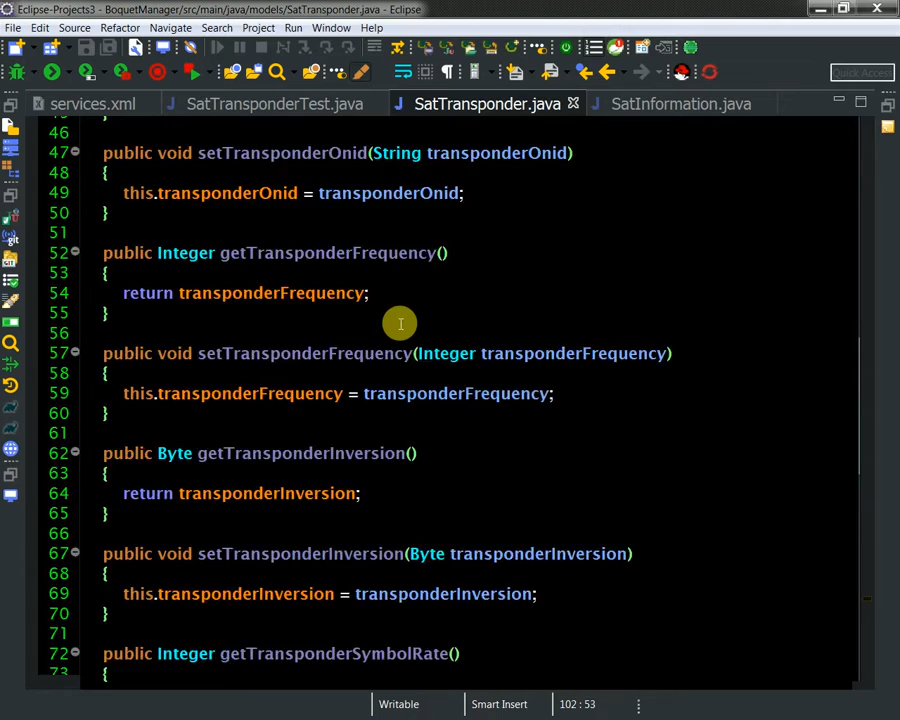 Eclipse-Projects3 - BoquetManager/src/main/java/models/SatTransponder.java - Eclipse
File Edit Source Refactor Navigate Search Project Run Window Help
Quick Access
services.xml SatTransponderTest.java SatTransponder.java SatInformation.java
46
47 public void setTransponderOnid(String transponderOnid)
48 {
49 this.transponderOnid = transponderOnid;
50 }
51
52 public Integer getTransponderFrequency()
53 {
54 return transponderFrequency;
55 }
56
57 public void setTransponderFrequency(Integer transponderFrequency)
58 {
59 this.transponderFrequency = transponderFrequency;
60 }
61
62 public Byte getTransponderInversion()
63 {
64 return transponderInversion;
65 }
66
67 public void setTransponderInversion(Byte transponderInversion)
68 {
69 this.transponderInversion = transponderInversion;
70 }
71
72 public Integer getTransponderSymbolRate()
73 {
Writable Smart Insert 102 : 53